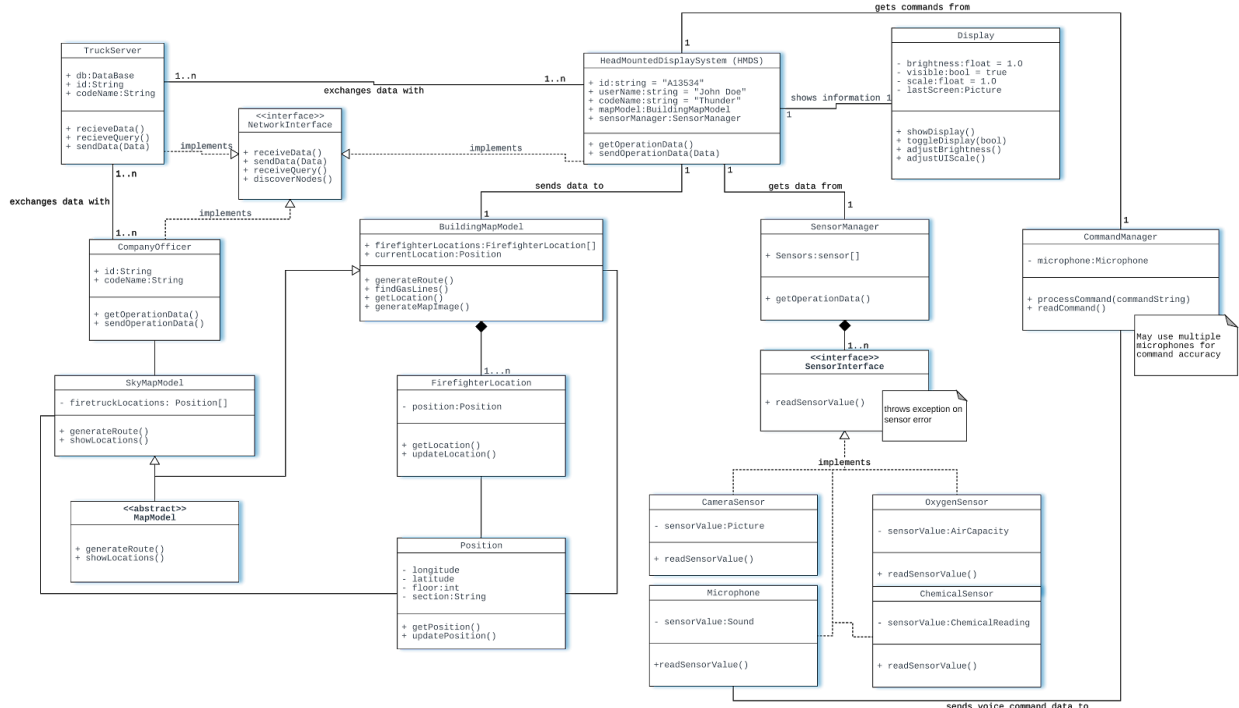 gets commands from
TruckServer
+ db:DataBase
+ id:String
+ codeName:String
+ recieveData()
+ recieveQuery()
+ sendData(Data)
1..n
exchanges data with
1..n
HeadMountedDisplaySystem (HMDS)
+ id:string = "A13534"
+ userName:string = "John Doe"
+ codeName:string = "Thunder"
+ mapModel:BuildingMapModel
+ sensorManager:SensorManager
+ getOperationData()
+ sendOperationData(Data)
1
shows information
1
1
Display
- brightness:float = 1.0
- visible:bool = true
- scale:float = 1.0
- lastScreen:Picture
+ showDisplay()
+ toggleDisplay(bool)
+ adjustBrightness()
+ adjustUIScale()
<<interface>>
NetworkInterface
+ receiveData()
+ sendData(Data)
+ receiveQuery()
+ discoverNodes()
implements
implements
implements
1..n
exchanges data with
1..n
1
sends data to
1
1
gets data from
1
1
CompanyOfficer
+ id:String
+ codeName:String
+ getOperationData()
+ sendOperationData()
BuildingMapModel
+ firefighterLocations:FirefighterLocation[]
+ currentLocation:Position
+ generateRoute()
+ findGasLines()
+ getLocation()
+ generateMapImage()
SensorManager
+ Sensors:sensor[]
+ getOperationData()
CommandManager
- microphone:Microphone
+ processCommand(commandString)
+ readCommand()
May use multiple
microphones for
command accuracy
1..n
<<interface>>
SensorInterface
+ readSensorValue()
throws exception on
sensor error
SkyMapModel
- firetruckLocations: Position[]
+ generateRoute()
+ showLocations()
1...n
FirefighterLocation
- position:Position
+ getLocation()
+ updateLocation()
implements
<<abstract>>
MapModel
+ generateRoute()
+ showLocations()
Position
- longitude
- latitude
- floor:int
- section:String
+ getPosition()
+ updatePosition()
CameraSensor
- sensorValue:Picture
+ readSensorValue()
OxygenSensor
- sensorValue:AirCapacity
+ readSensorValue()
Microphone
- sensorValue:Sound
+readSensorValue()
ChemicalSensor
- sensorValue:ChemicalReading
+ readSensorValue()
sends voice command data to